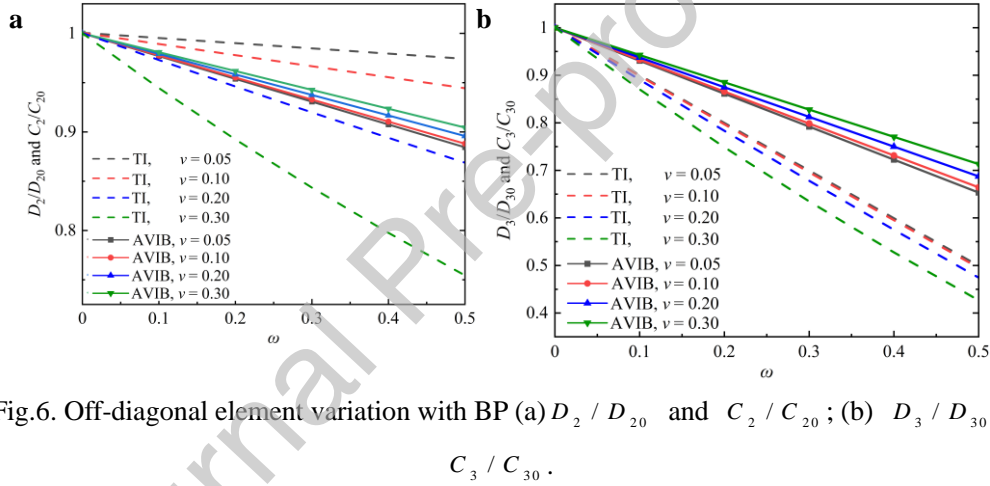 a
D2/D20 and C2/C20
1
0.9
0.8
TI, v = 0.05
TI, v = 0.10
TI, v = 0.20
TI, v = 0.30
AVIB, v = 0.05
AVIB, v = 0.10
AVIB, v = 0.20
AVIB, v = 0.30
0 0.1 0.2 0.3 0.4 0.5
ω
b
D3/D30 and C3/C30
1.0
0.9
0.8
0.7
0.6
0.5
0.4
TI, v = 0.05
TI, v = 0.10
TI, v = 0.20
TI, v = 0.30
AVIB, v = 0.05
AVIB, v = 0.10
AVIB, v = 0.20
AVIB, v = 0.30
0 0.1 0.2 0.3 0.4 0.5
ω
Fig.6. Off-diagonal element variation with BP (a) D2 / D20 and C2 / C20 ; (b) D3 / D30
C3 / C30 .
rnal Pre-pro